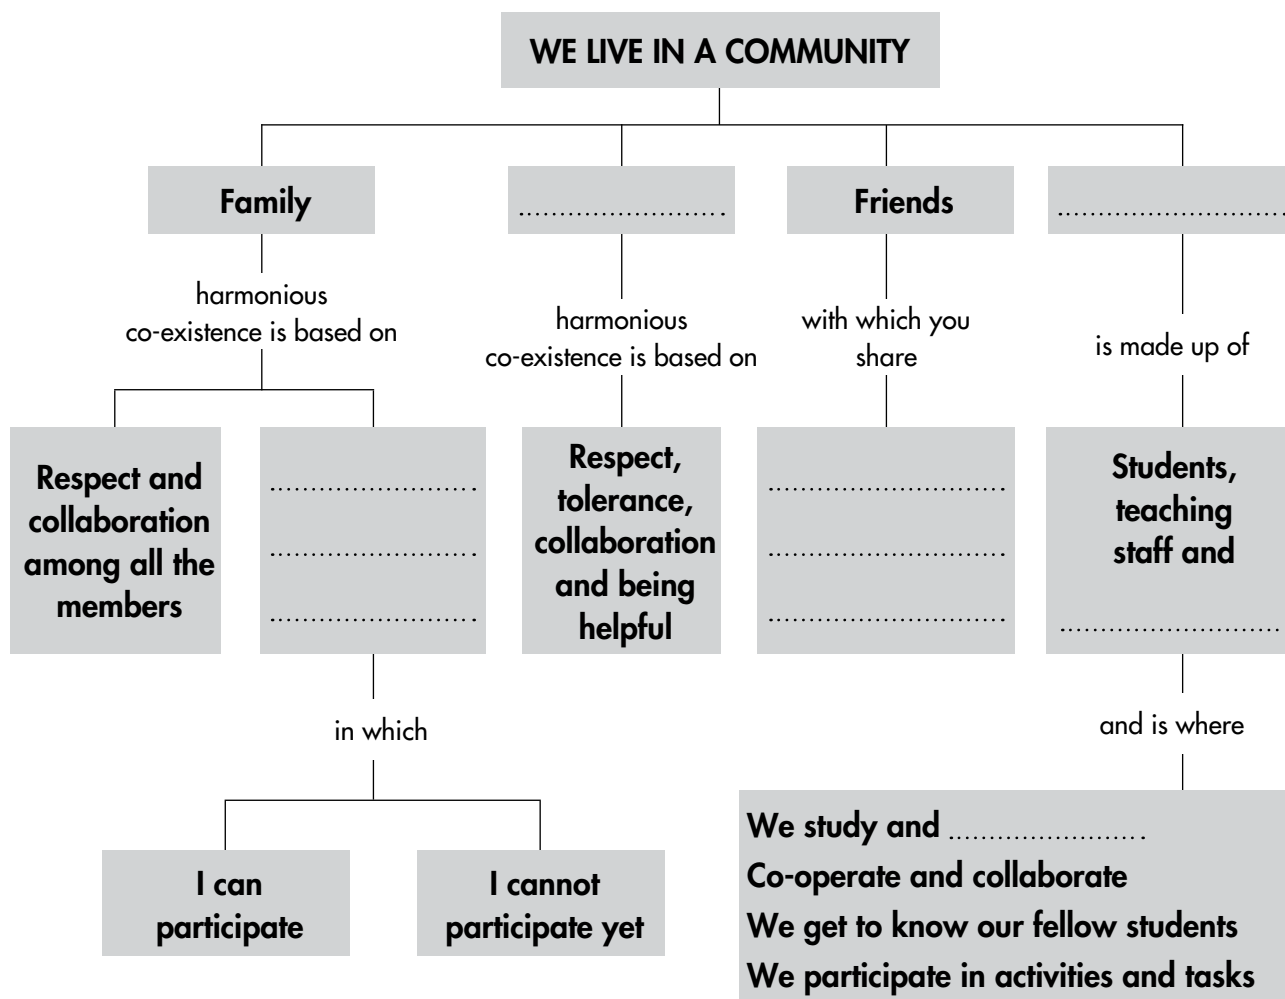 WE LIVE IN A COMMUNITY
Family
........................
Friends
........................
harmonious
co-existence is based on
harmonious
co-existence is based on
with which you
share
is made up of
Respect and
collaboration
among all the
members
........................
........................
........................
Respect,
tolerance,
collaboration
and being
helpful
........................
........................
........................
Students,
teaching
staff and
........................
in which
and is where
I can
participate
I cannot
participate yet
We study and ........................
Co-operate and collaborate
We get to know our fellow students
We participate in activities and tasks